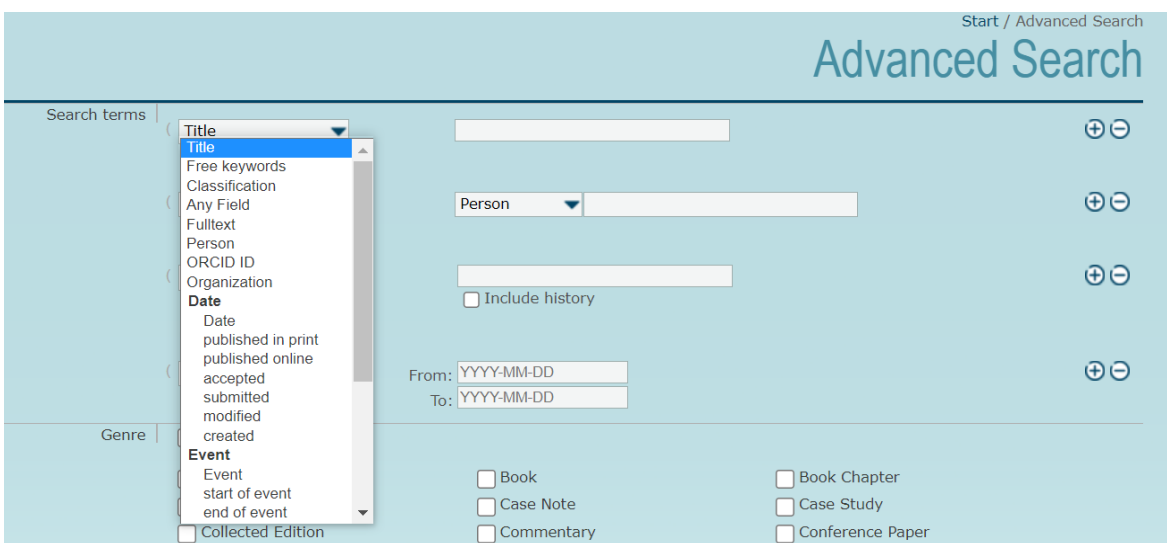 Start / Advanced Search
Advanced Search
Search terms
( Title
Title
Free keywords
Classification
Any Field
Fulltext
Person
ORCID ID
Organization
Date
Date
published in print
published online
accepted
submitted
modified
created
Event
Event
start of event
end of event
(
Person
(
Include history
(
From: YYYY-MM-DD
To: YYYY-MM-DD
Genre
Book
Book Chapter
Case Note
Case Study
Collected Edition
Commentary
Conference Paper